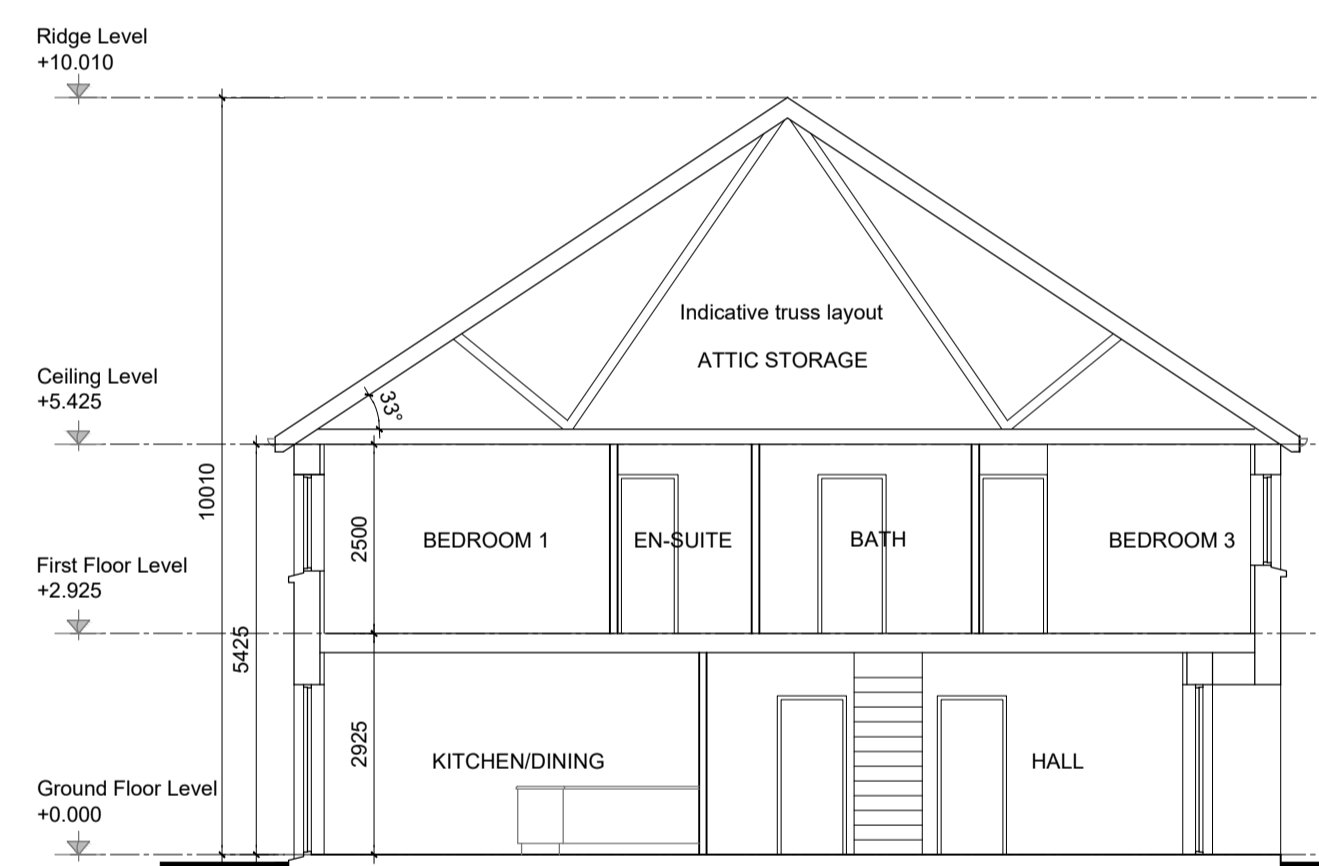 Ridge Level
+10.010
Indicative truss layout
ATTIC STORAGE
Ceiling Level
+5.425
33°
10010
2500
BEDROOM 1
EN-SUITE
BATH
BEDROOM 3
First Floor Level
+2.925
5425
2925
KITCHEN/DINING
HALL
Ground Floor Level
+0.000